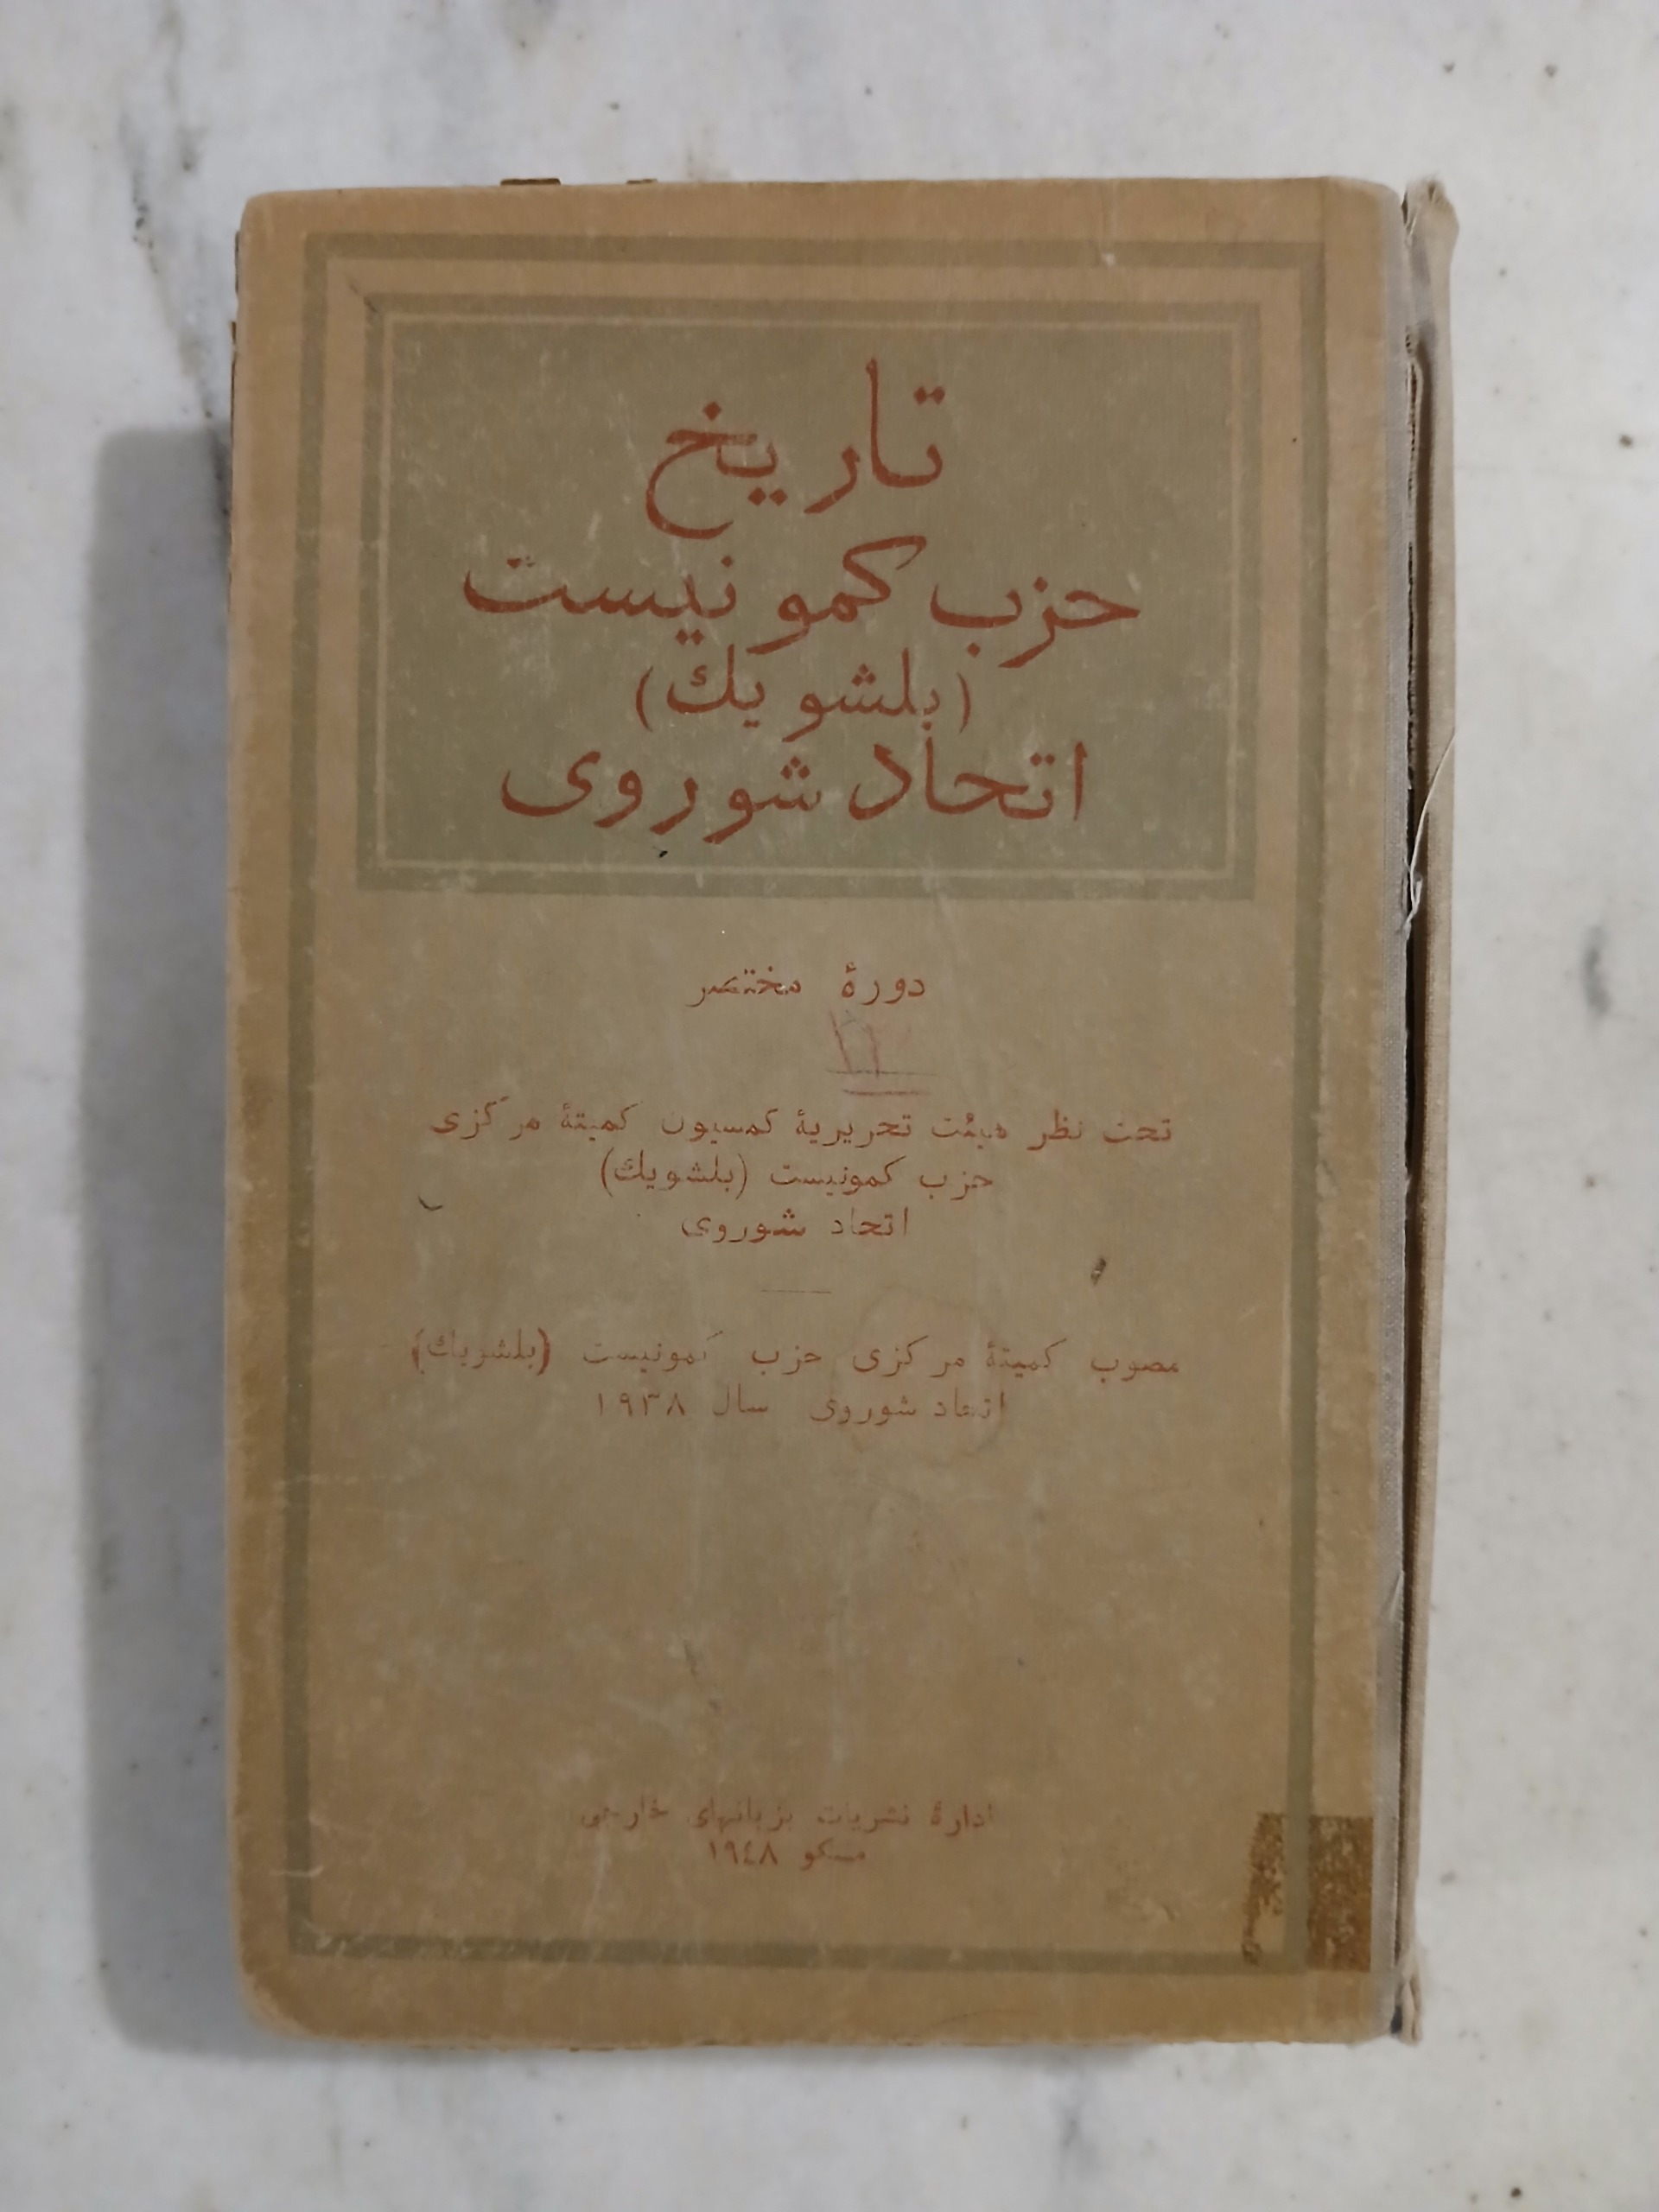 تاریخ
حزب کمونیست
(بلشویك)
اتحاد شوروی
دورهٔ مختصر
تحت نظر هیئت تحریریهٔ کمسیون کمیتهٔ مرکزی
حزب کمونیست (بلشویك)
اتحاد شوروی
مصوب کمیتهٔ مرکزی حزب کمونیست (بلشویك)
اتحاد شوروی سال ۱۹۳۸
ادارهٔ نشریات بزبانهای خارجی
مسکو ۱۹٤۸